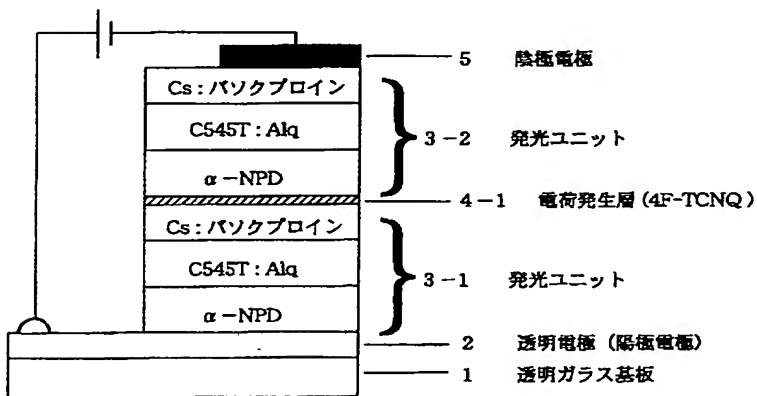 5 陰極電極
Cs:バソクプロイン
C545T:Alq
3-2 発光ユニット
α-NPD
4-1 電荷発生層(4F-TCNQ)
Cs:バソクプロイン
C545T:Alq
3-1 発光ユニット
α-NPD
2 透明電極(陽極電極)
1 透明ガラス基板